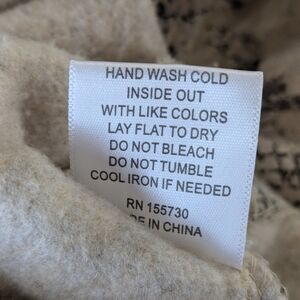 HAND WASH COLD
INSIDE OUT
WITH LIKE COLORS
LAY FLAT TO DRY
DO NOT BLEACH
DO NOT TUMBLE
COOL IRON IF NEEDED
RN 155730
DE IN CHINA